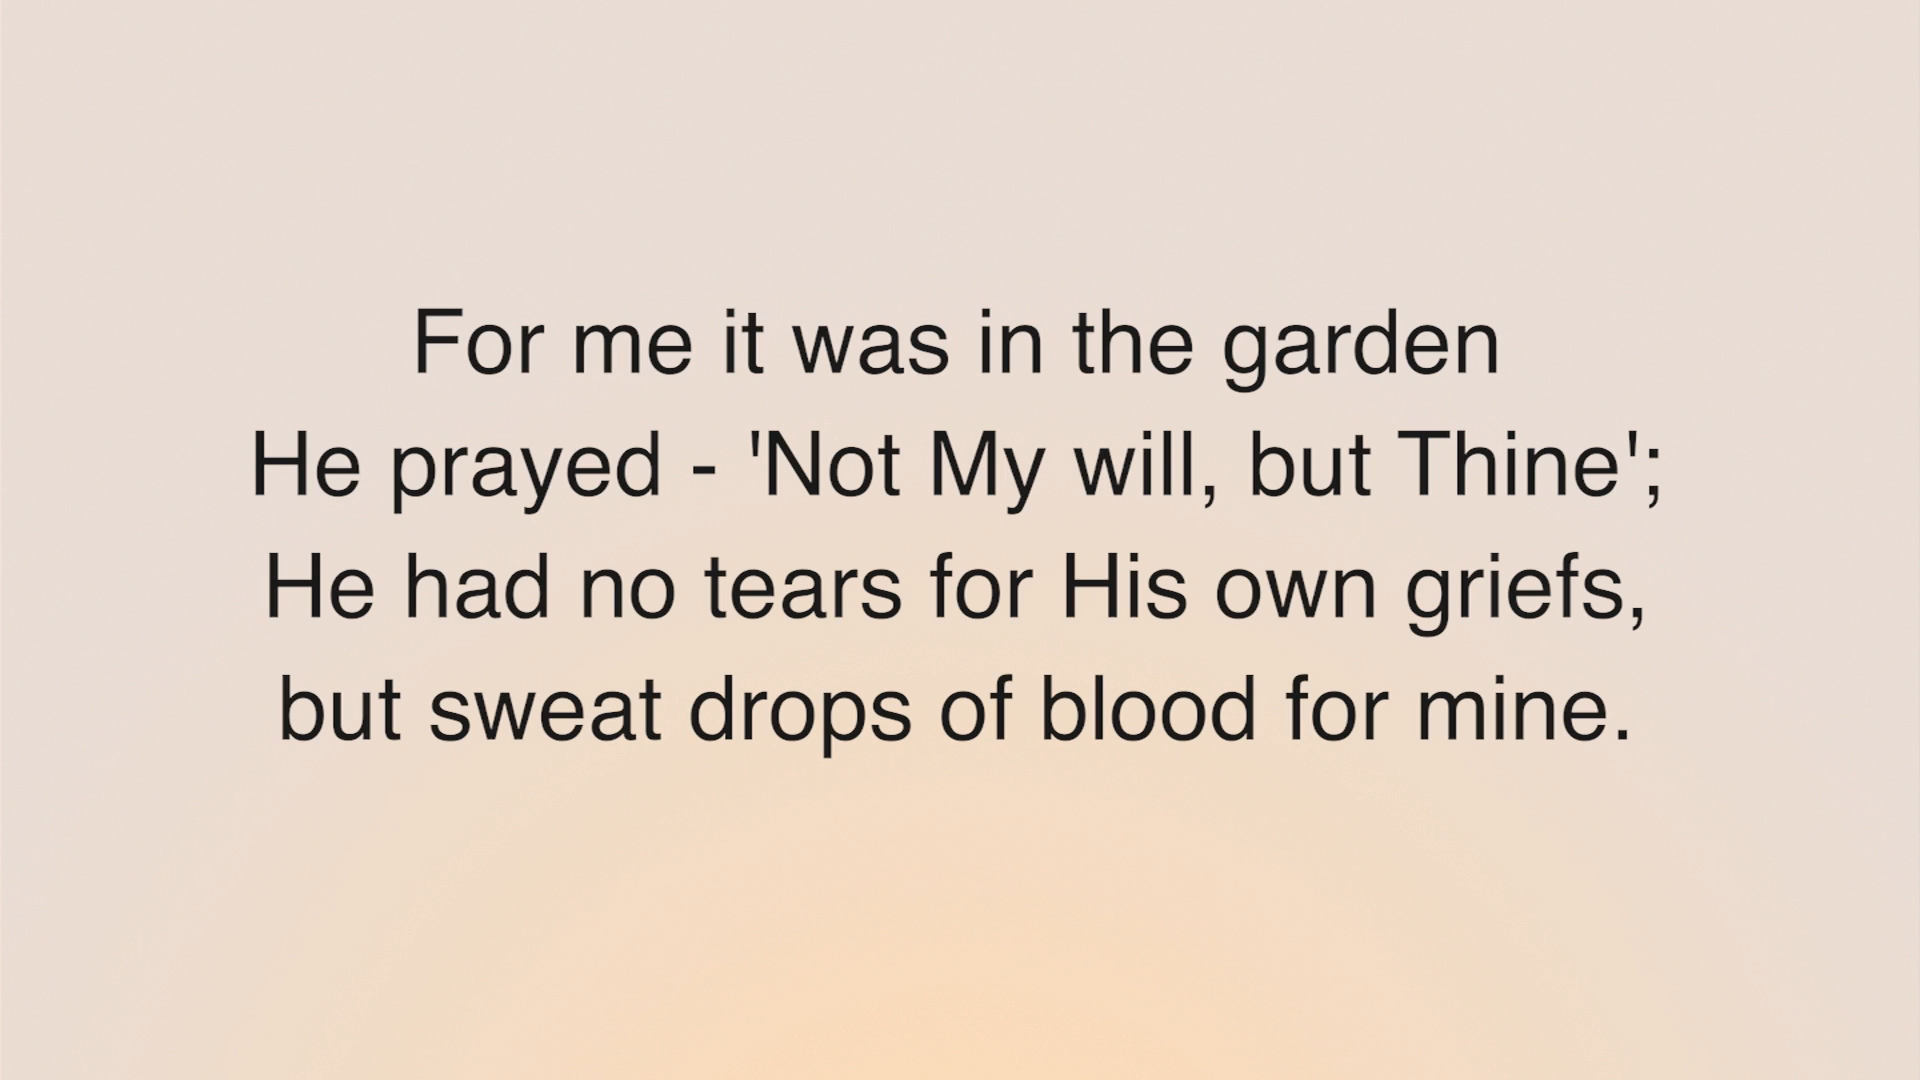 For me it was in the garden
He prayed - 'Not My will, but Thine';
He had no tears for His own griefs,
but sweat drops of blood for mine.